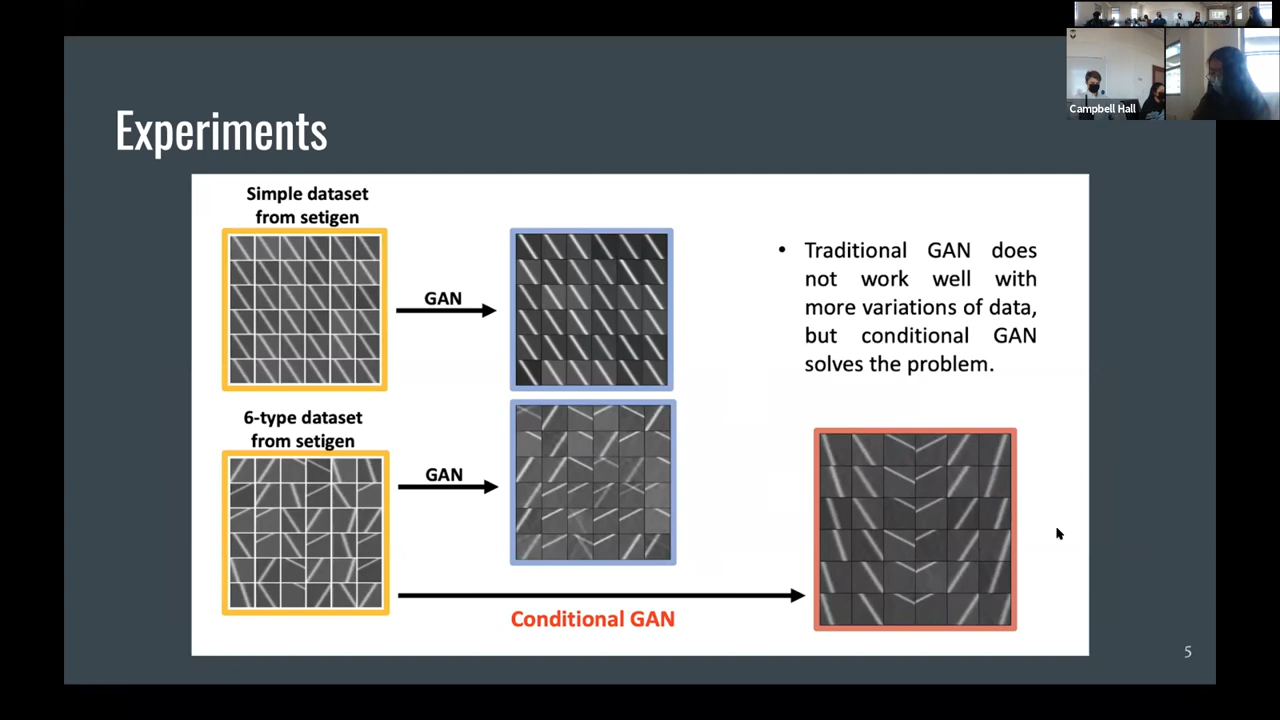 Campbell Hall
Experiments
Simple dataset
from setigen
GAN
Traditional GAN does
not work well with
more variations of data,
but conditional GAN
solves the problem.
6-type dataset
from setigen
GAN
Conditional GAN
5